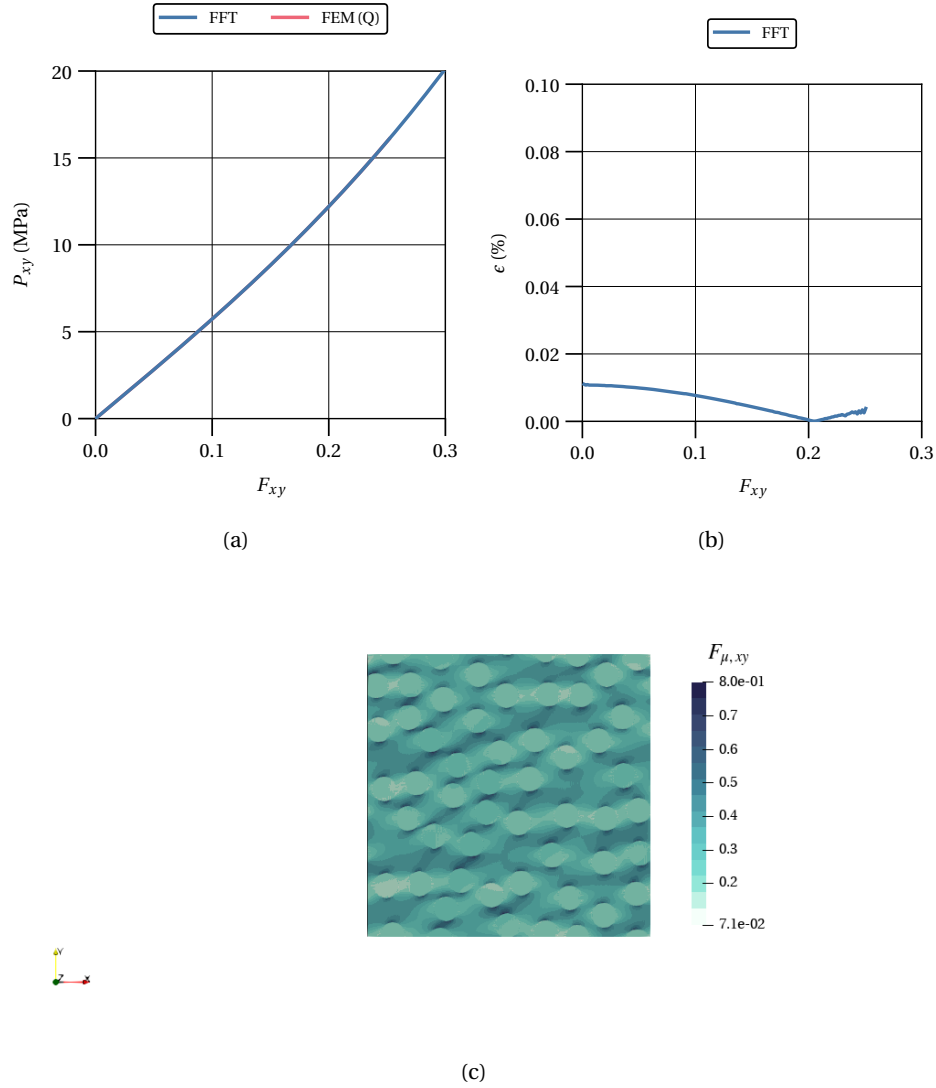 FFT FEM (Q)
20
15
10
5
0
P_xy (MPa)
0.0 0.1 0.2 0.3
F_xy
(a)
FFT
0.10
0.08
0.06
0.04
0.02
0.00
ϵ (%)
0.0 0.1 0.2 0.3
F_xy
(b)
F_μ,xy
8.0e-01
0.7
0.6
0.5
0.4
0.3
0.2
7.1e-02
Y
Z X
(c)